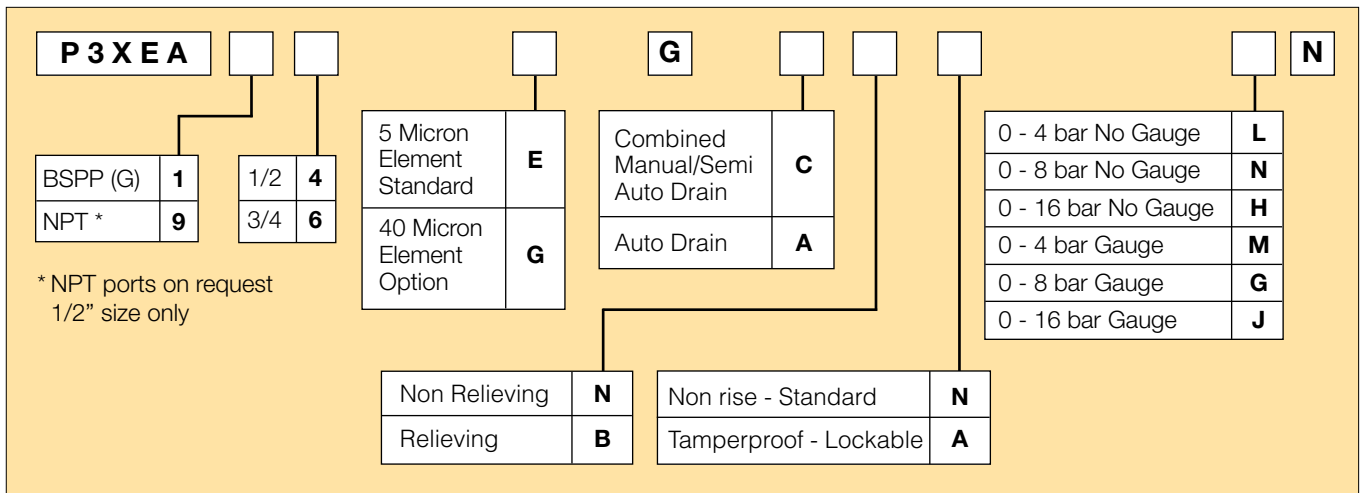 P 3 X E A G N
BSPP (G) 1
NPT * 9
1/2 4
3/4 6
* NPT ports on request
1/2” size only
5 Micron
Element
Standard
E
40 Micron
Element
Option
G
Combined
Manual/Semi
Auto Drain
C
Auto Drain A
0 - 4 bar No Gauge L
0 - 8 bar No Gauge N
0 - 16 bar No Gauge H
0 - 4 bar Gauge M
0 - 8 bar Gauge G
0 - 16 bar Gauge J
Non Relieving N
Relieving B
Non rise - Standard N
Tamperproof - Lockable A